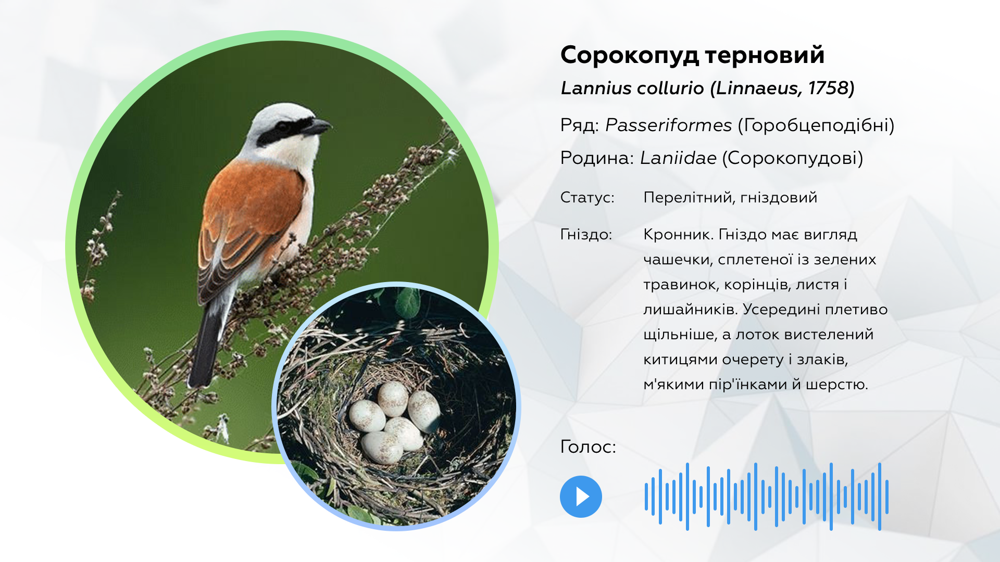 Сорокопуд терновий
Lannius collurio (Linnaeus, 1758)
Ряд: Passeriformes (Горобцеподібні)
Родина: Laniidae (Сорокопудові)
Статус: Перелітний, гніздовий
Гніздо: Кронник. Гніздо має вигляд
чашечки, сплетеної із зелених
травинок, корінців, листя і
лишайників. Усередині плетиво
щільніше, а лоток вистелений
китицями очерету і злаків,
м'якими пір'їнками й шерстю.
Голос: